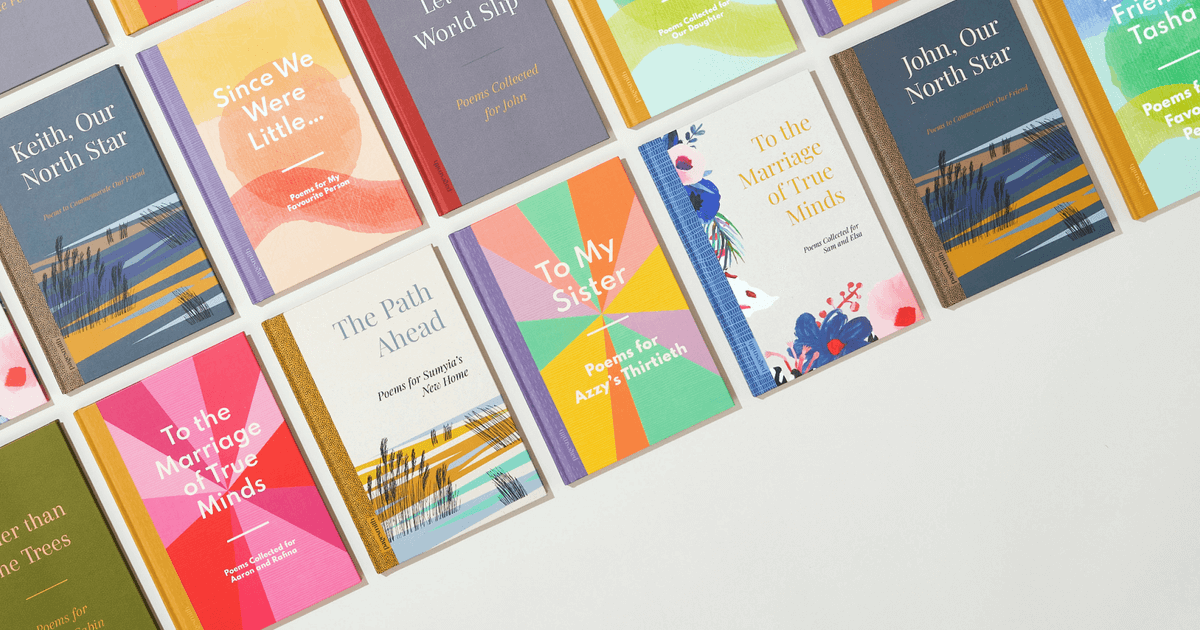 Since We
Were
Little...
Poems for My
Favourite Person
Let
World Slip
Poems Collected
for John
Poems Collected for
Our Daughter
John, Our
North Star
Poems to Commemorate Our Friend
Tasha
Poems
Keith, Our
North Star
Poems to Commemorate Our Friend
The Path
Ahead
Poems for Sumyia's
New Home
To My
Sister
Poems for
Azzy's Thirtieth
To the
Marriage
of True
Minds
Poems Collected for
Sam and Elsa
than
the Trees
Poems for
To the
Marriage
of True
Minds
Poems Collected for
Aaron and Rafina